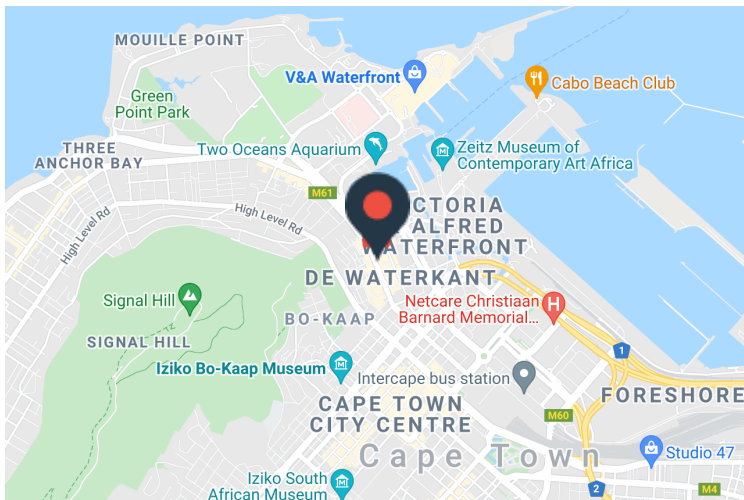 MOUILLE POINT
V&A Waterfront
Cabo Beach Club
Green
Point Park
THREE
ANCHOR BAY
Two Oceans Aquarium
Zeitz Museum of
Contemporary Art Africa
M61
High Level Rd
High Level Rd
CTORIA
ALFRED
WATERFRONT
DE WATERKANT
Signal Hill
Netcare Christiaan
Barnard Memorial...
H
BO-KAAP
SIGNAL HILL
1
Iziko Bo-Kaap Museum
Intercape bus station
FORESHORE
CAPE TOWN
CITY CENTRE
M60
Cape Town
Studio 47
Iziko South
African Museum
2
M4